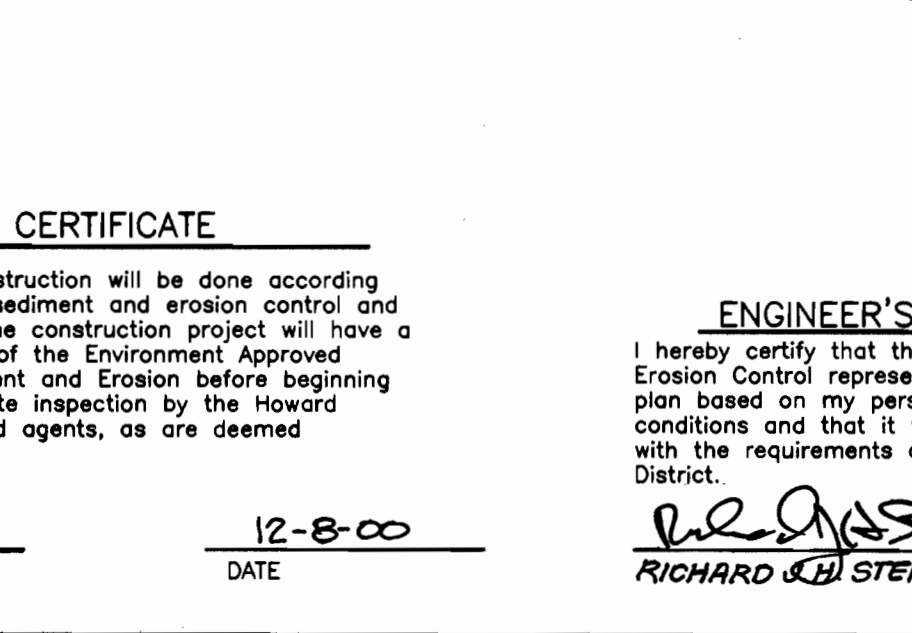 CERTIFICATE
struction will be done according
sediment and erosion control and
e construction project will have a
of the Environment Approved
nt and Erosion before beginning
te inspection by the Howard
d agents, as are deemed
12-8-00
DATE
ENGINEER'S
I hereby certify that th
Erosion Control represe
plan based on my pers
conditions and that it
with the requirements
District.
RICHARD H. STE